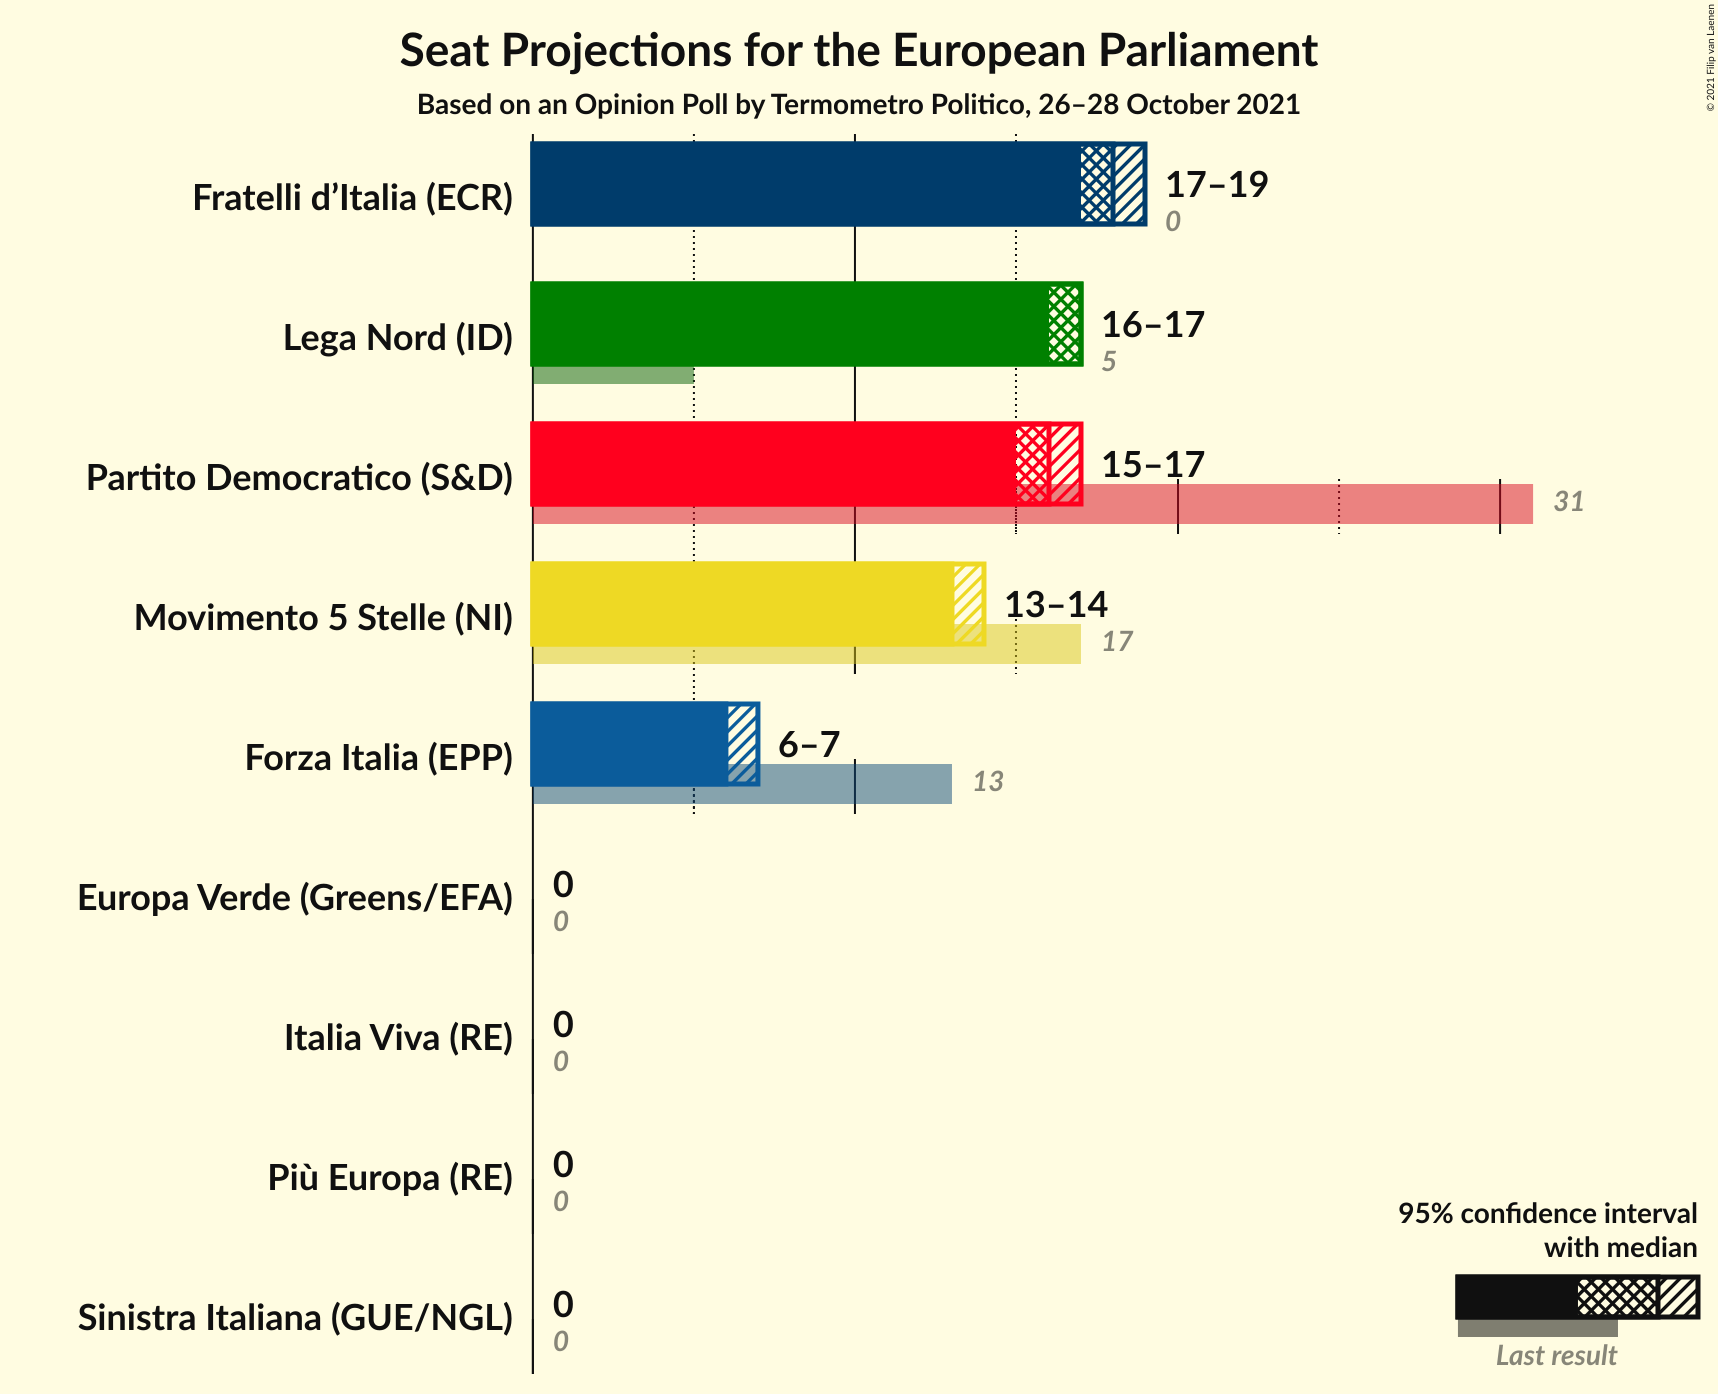 Seat Projections for the European Parliament
Based on an Opinion Poll by Termometro Politico, 26–28 October 2021
© 2021 Filip van Laenen
Fratelli d’Italia (ECR)
17–19
0
Lega Nord (ID)
16–17
5
Partito Democratico (S&D)
15–17
31
Movimento 5 Stelle (NI)
13–14
17
Forza Italia (EPP)
6–7
13
Europa Verde (Greens/EFA)
0
0
Italia Viva (RE)
0
0
Più Europa (RE)
0
0
Sinistra Italiana (GUE/NGL)
0
0
95% confidence interval
with median
Last result